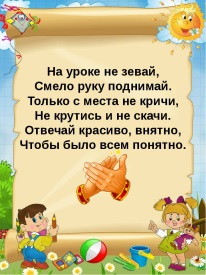 На уроке не зевай,
Смело руку поднимай.
Только с места не кричи,
Не крутись и не скачи.
Отвечай красиво, внятно,
Чтобы было всем понятно.